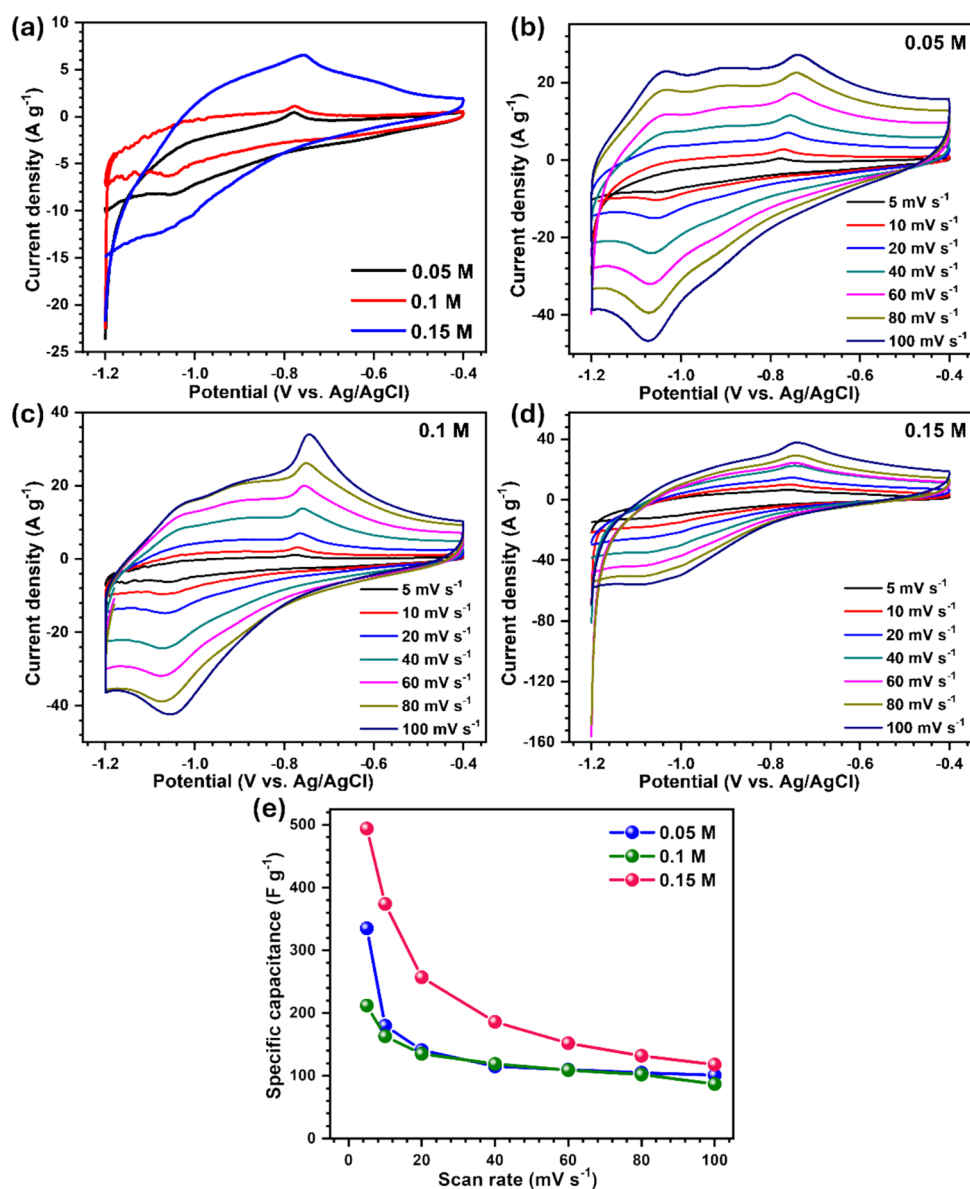 (a)
10
5
0
-5
-10
-15
-20
-25
Current density (A g⁻¹)
0.05 M
0.1 M
0.15 M
-1.2 -1.0 -0.8 -0.6 -0.4
Potential (V vs. Ag/AgCl)
(b)
0.05 M
20
0
-20
-40
Current density (A g⁻¹)
5 mV s⁻¹
10 mV s⁻¹
20 mV s⁻¹
40 mV s⁻¹
60 mV s⁻¹
80 mV s⁻¹
100 mV s⁻¹
-1.2 -1.0 -0.8 -0.6 -0.4
Potential (V vs. Ag/AgCl)
(c)
0.1 M
40
20
0
-20
-40
Current density (A g⁻¹)
5 mV s⁻¹
10 mV s⁻¹
20 mV s⁻¹
40 mV s⁻¹
60 mV s⁻¹
80 mV s⁻¹
100 mV s⁻¹
-1.2 -1.0 -0.8 -0.6 -0.4
Potential (V vs. Ag/AgCl)
(d)
0.15 M
40
0
-40
-80
-120
-160
Current density (A g⁻¹)
5 mV s⁻¹
10 mV s⁻¹
20 mV s⁻¹
40 mV s⁻¹
60 mV s⁻¹
80 mV s⁻¹
100 mV s⁻¹
-1.2 -1.0 -0.8 -0.6 -0.4
Potential (V vs. Ag/AgCl)
(e)
500
400
300
200
100
0
Specific capacitance (F g⁻¹)
0.05 M
0.1 M
0.15 M
0 20 40 60 80 100
Scan rate (mV s⁻¹)